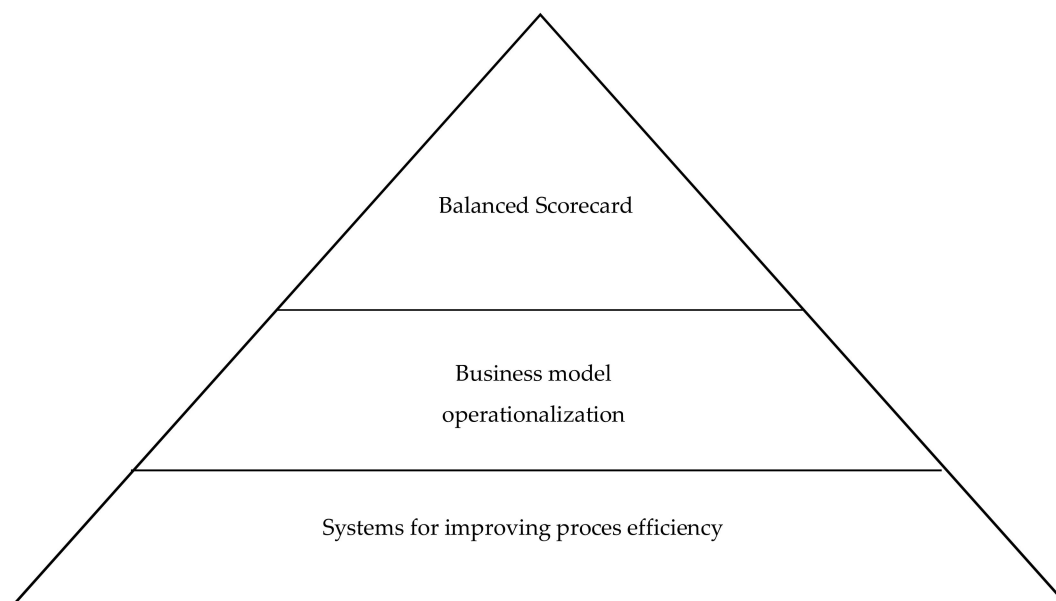 Balanced Scorecard
Business model
operationalization
Systems for improving proces efficiency